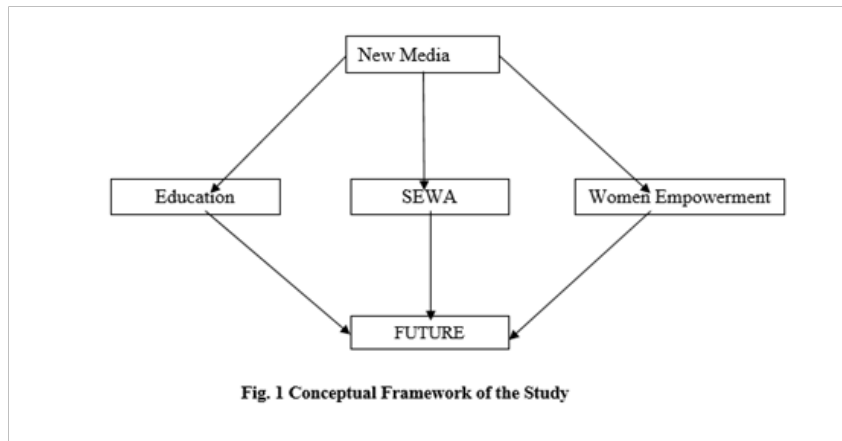 New Media
Education
SEWA
Women Empowerment
FUTURE
Fig. 1 Conceptual Framework of the Study